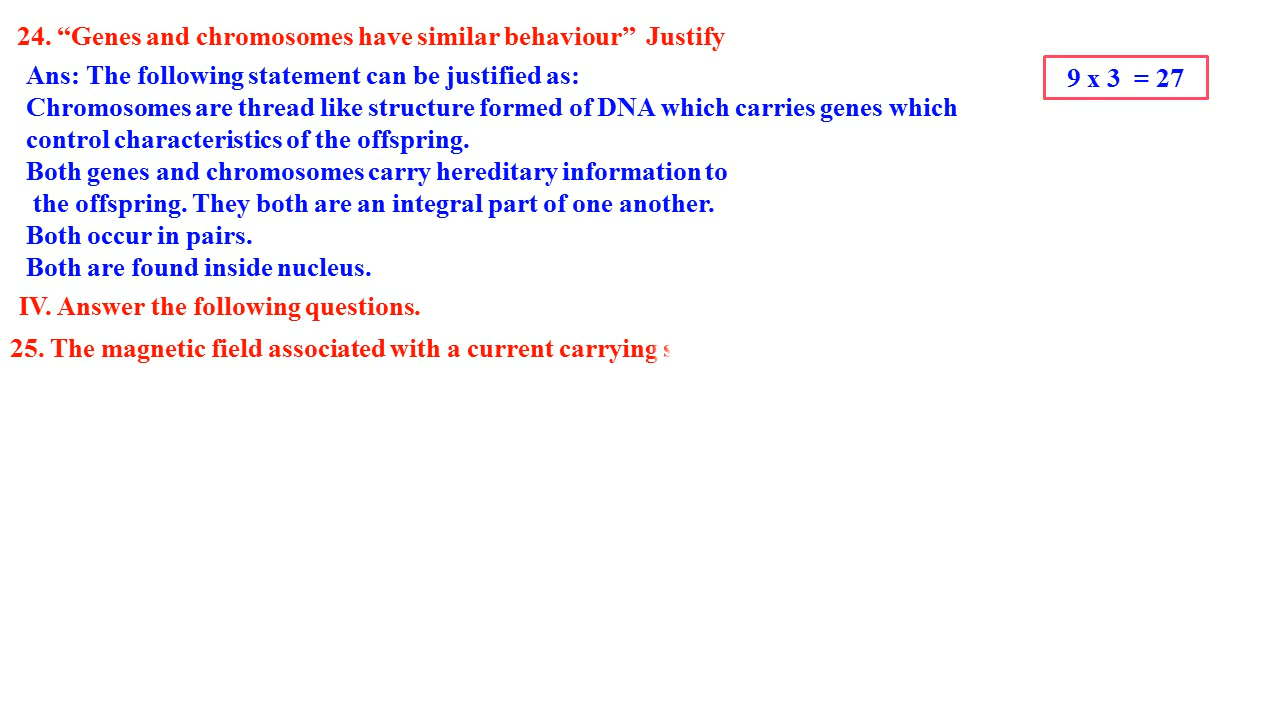 24. “Genes and chromosomes have similar behaviour” Justify
Ans: The following statement can be justified as:
9 x 3 = 27
Chromosomes are thread like structure formed of DNA which carries genes which
control characteristics of the offspring.
Both genes and chromosomes carry hereditary information to
the offspring. They both are an integral part of one another.
Both occur in pairs.
Both are found inside nucleus.
IV. Answer the following questions.
25. The magnetic field associated with a current carrying